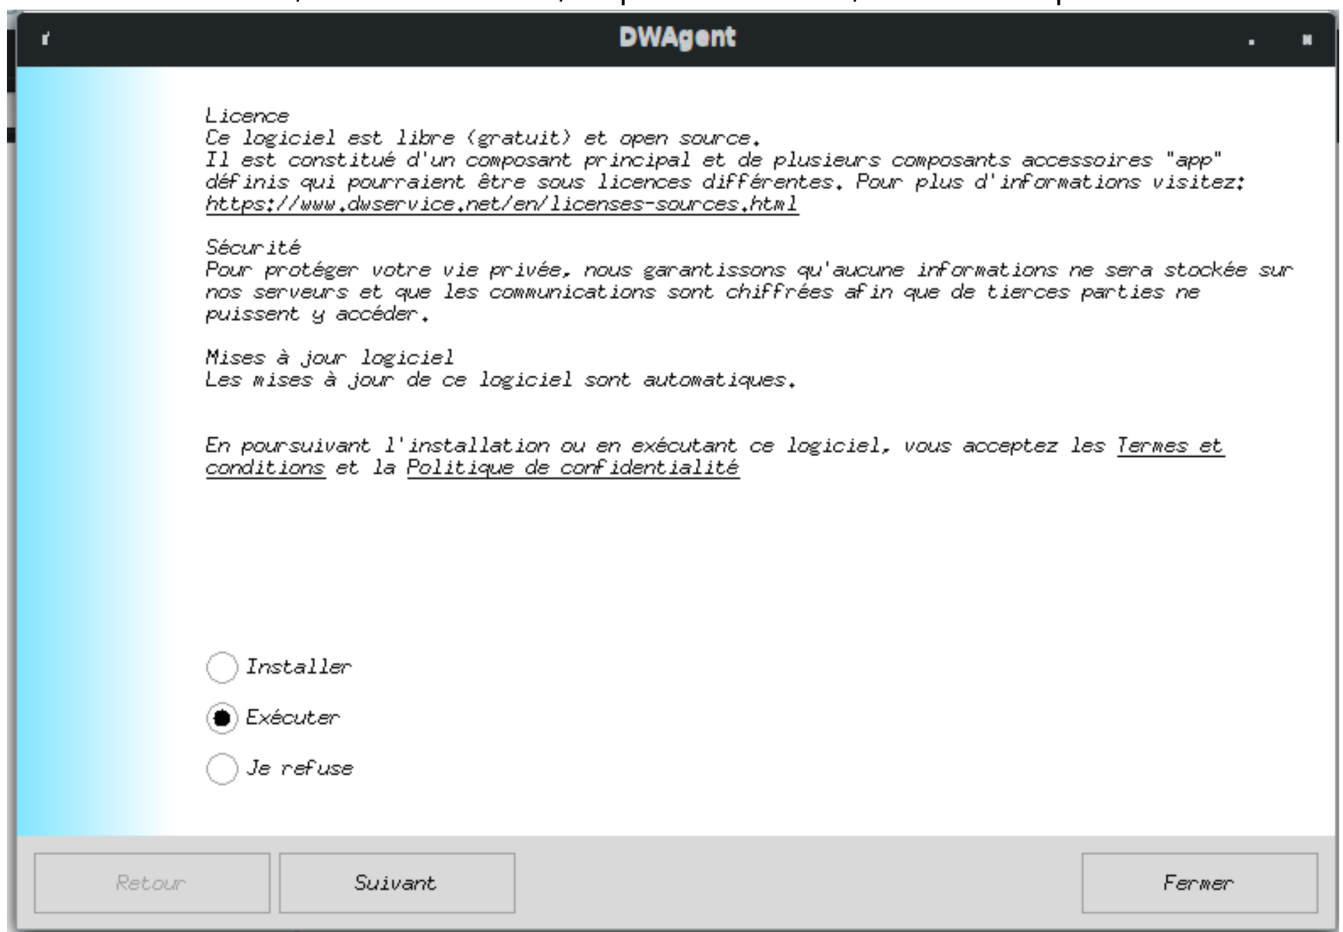 DWAgent
Licence
Ce logiciel est libre (gratuit) et open source.
Il est constitué d'un composant principal et de plusieurs composants accessoires "app"
définis qui pourraient être sous licences différentes. Pour plus d'informations visitez:
https://www.dwservice.net/en/licenses-sources.html
Sécurité
Pour protéger votre vie privée, nous garantissons qu'aucune informations ne sera stockée sur
nos serveurs et que les communications sont chiffrées afin que de tierces parties ne
puissent y accéder.
Mises à jour logiciel
Les mises à jour de ce logiciel sont automatiques.
En poursuivant l'installation ou en exécutant ce logiciel, vous acceptez les Termes et
conditions et la Politique de confidentialité
Installer
Exécuter
Je refuse
Retour
Suivant
Fermer